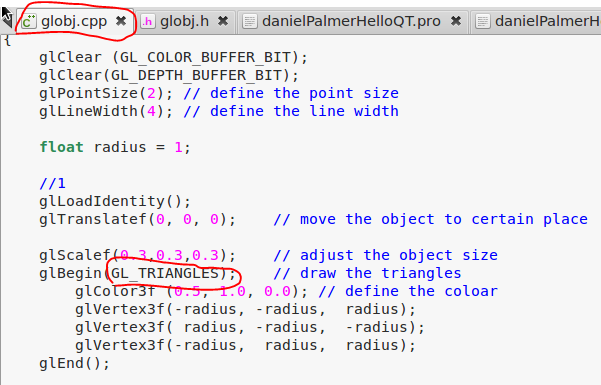 globj.cpp globj.h danielPalmerHelloQT.pro danielPalmerH
{
glClear (GL_COLOR_BUFFER_BIT);
glClear(GL_DEPTH_BUFFER_BIT);
glPointSize(2); // define the point size
glLineWidth(4); // define the line width
float radius = 1;
//1
glLoadIdentity();
glTranslatef(0, 0, 0); // move the object to certain place
glScalef(0.3,0.3,0.3); // adjust the object size
glBegin(GL_TRIANGLES); // draw the triangles
glColor3f (0.5, 1.0, 0.0); // define the coloar
glVertex3f(-radius, -radius, radius);
glVertex3f( radius, -radius, -radius);
glVertex3f(-radius, radius, radius);
glEnd();